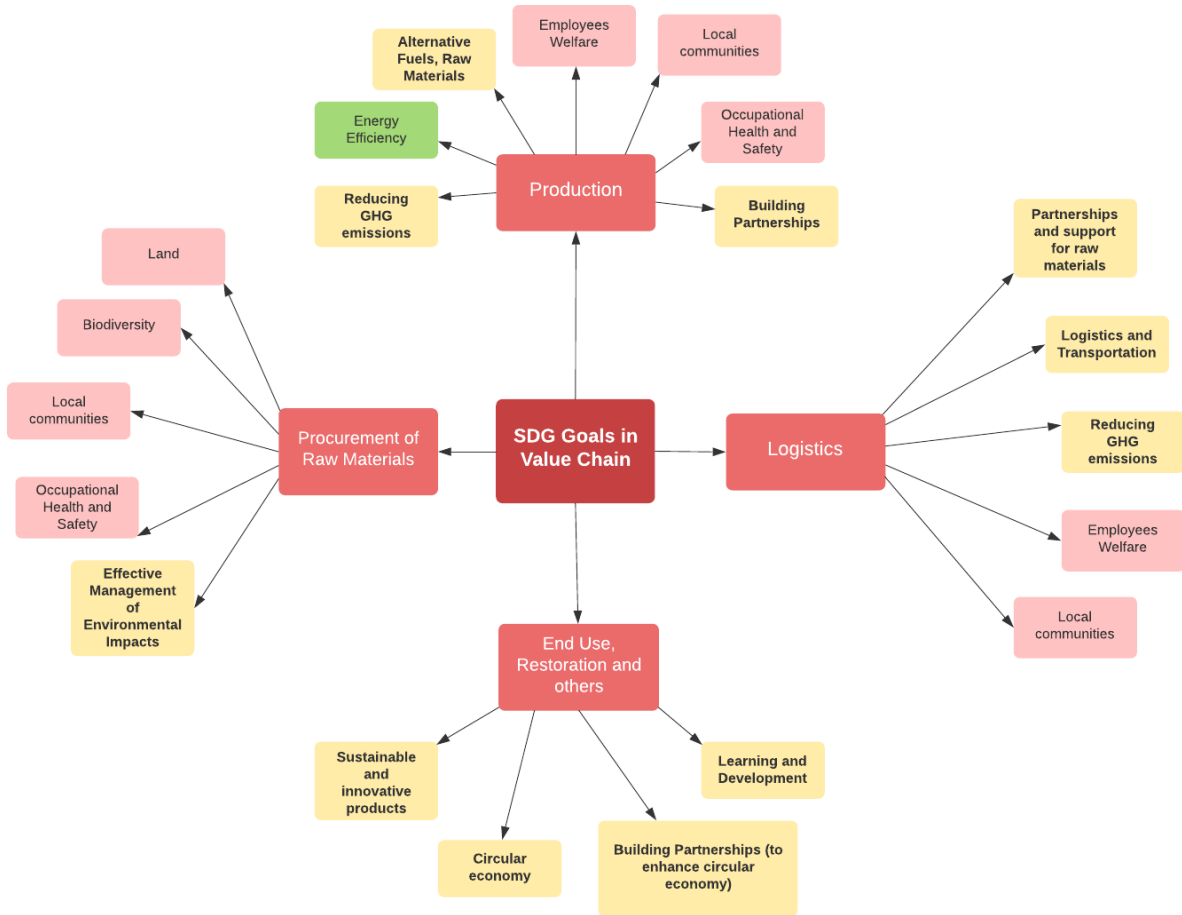 Employees
Welfare
Local
communities
Alternative
Fuels, Raw
Materials
Energy
Efficiency
Occupational
Health and
Safety
Production
Reducing
GHG
emissions
Building
Partnerships
Partnerships
and support
for raw
materials
Land
Biodiversity
Logistics and
Transportation
Local
communities
Procurement of
Raw Materials
SDG Goals in
Value Chain
Logistics
Reducing
GHG
emissions
Occupational
Health and
Safety
Employees
Welfare
Effective
Management
of
Environmental
Impacts
Local
communities
End Use,
Restoration and
others
Sustainable
and
innovative
products
Learning and
Development
Circular
economy
Building Partnerships (to
enhance circular
economy)